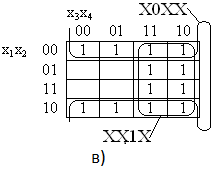 x₃x₄ X0XX
00 01 11 10
x₁x₂ 00 1 1 1 1
01 1 1
11 1 1
10 1 1 1 1
XX1X
в)